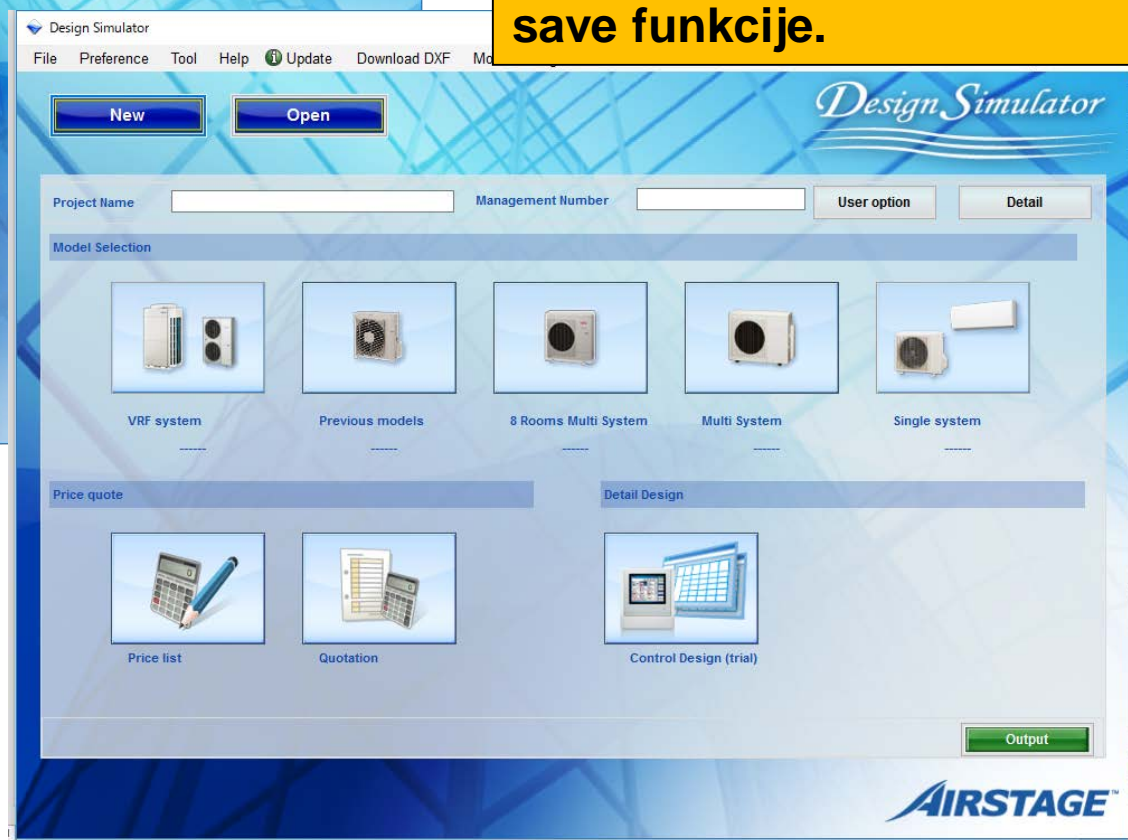 save funkcije.
Design Simulator
File Preference Tool Help Update Download DXF
New Open
Design Simulator
Project Name Management Number User option Detail
Model Selection
VRF system Previous models 8 Rooms Multi System Multi System Single system
------ ------ ------ ------ ------
Price quote Detail Design
Price list Quotation Control Design (trial)
Output
AIRSTAGE™